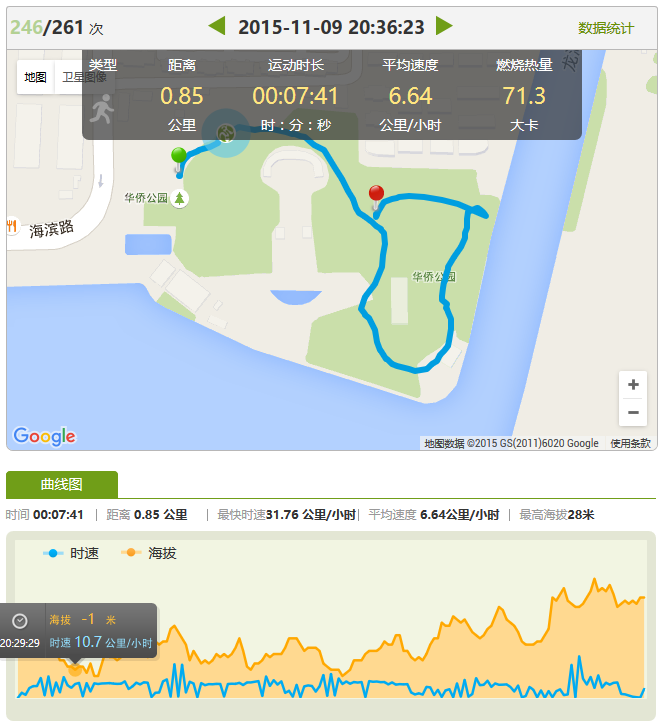 246/261 次 2015-11-09 20:36:23 数据统计
地图 卫星图像
类型 距离 运动时长 平均速度 燃烧热量
0.85 00:07:41 6.64 71.3
公里 时：分：秒 公里/小时 大卡
华侨公园
海滨路
华侨公园
+
−
Google
地图数据 ©2015 GS(2011)6020 Google 使用条款
曲线图
时间 00:07:41 | 距离 0.85 公里 | 最快时速31.76 公里/小时| 平均速度 6.64公里/小时 | 最高海拔28米
时速 海拔
海拔 -1 米
20:29:29 时速 10.7 公里/小时